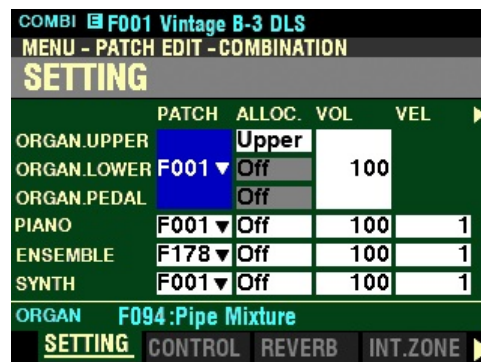 COMBI E F001 Vintage B-3 DLS
MENU - PATCH EDIT - COMBINATION
SETTING
PATCH ALLOC. VOL VEL ▶
ORGAN.UPPER Upper
ORGAN.LOWER F001 ▼ Off 100
ORGAN.PEDAL Off
PIANO F001 ▼ Off 100 1
ENSEMBLE F178 ▼ Off 100 1
SYNTH F001 ▼ Off 100 1
ORGAN F094:Pipe Mixture
SETTING CONTROL REVERB INT.ZONE ▶